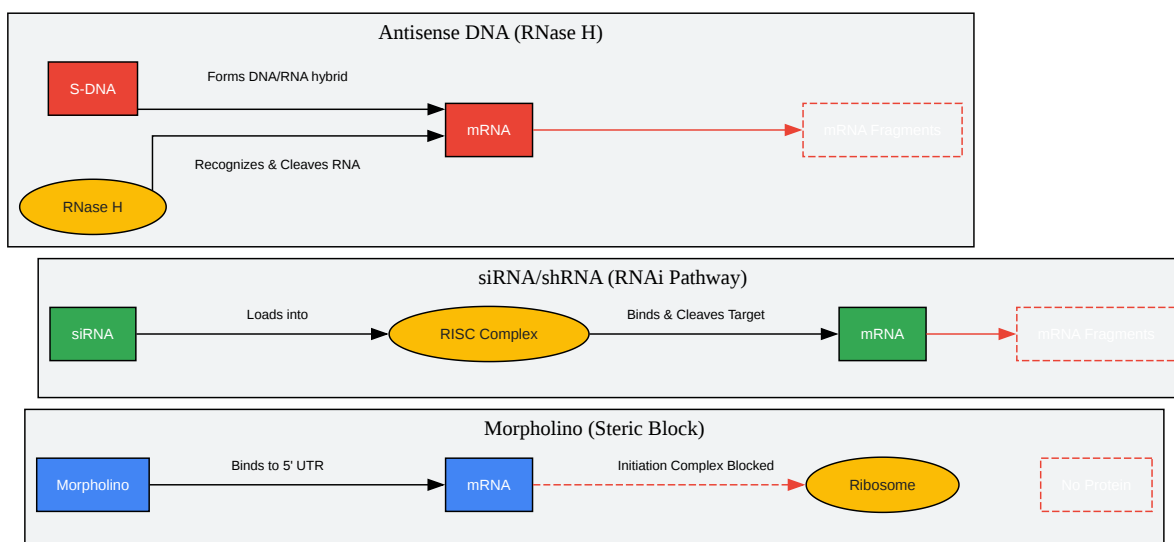 Antisense DNA (RNase H)
S-DNA
Forms DNA/RNA hybrid
mRNA
mRNA Fragments
Recognizes & Cleaves RNA
RNase H
siRNA/shRNA (RNAi Pathway)
siRNA
Loads into
RISC Complex
Binds & Cleaves Target
mRNA
mRNA Fragments
Morpholino (Steric Block)
Morpholino
Binds to 5' UTR
mRNA
Initiation Complex Blocked
Ribosome
No Protein